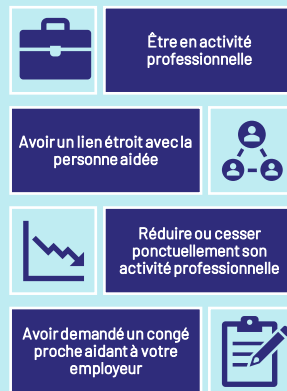 Être en activité
professionnelle
Avoir un lien étroit avec la
personne aidée
Réduire ou cesser
ponctuellement son
activité professionnelle
Avoir demandé un congé
proche aidant à votre
employeur